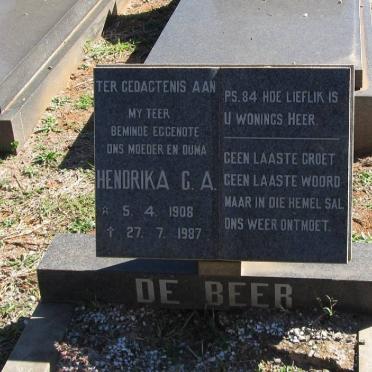 TER GEDAGTENIS AAN
MY TEER
BEMINDE EGGENOTE
ONS MOEDER EN OUMA
HENDRIKA G. A.
☆ 5. 4. 1908
✝ 27. 7. 1987
PS. 84 HOE LIEFLIK IS
U WONINGS HEER.
GEEN LAASTE GROET
GEEN LAASTE WOORD
MAAR IN DIE HEMEL SAL
ONS WEER ONTMOET.
DE BEER